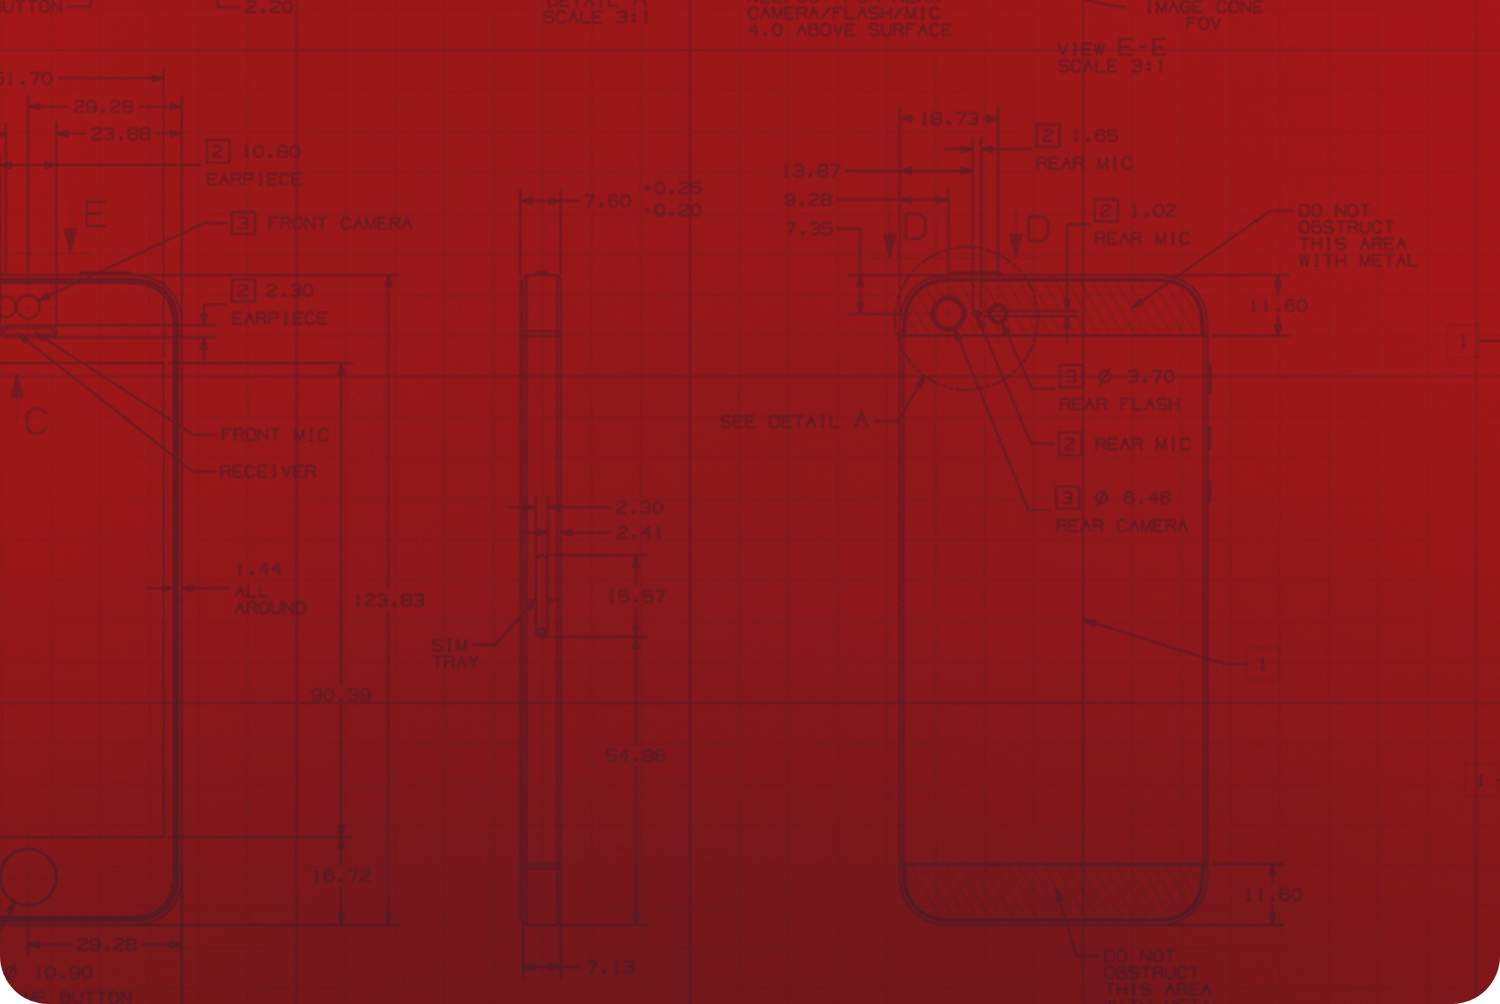 BUTTON
2.20
SCALE 3:1
CAMERA/FLASH/MIC
4.0 ABOVE SURFACE
IMAGE CONE
FOV
VIEW E-E
SCALE 3:1
51.70
29.28
23.88
2 10.80
EARPIECE
E
3 FRONT CAMERA
2 2.30
EARPIECE
C
FRONT MIC
RECEIVER
1.44
ALL
AROUND
123.83
90.39
16.72
29.28
Ø 10.90
BUTTON
7.60 +0.25
-0.20
2.30
2.41
15.57
SIM
TRAY
54.86
7.13
18.73
2 1.65
REAR MIC
13.87
9.28
7.35
D
D
2 1.02
REAR MIC
DO NOT
OBSTRUCT
THIS AREA
WITH METAL
11.60
1
SEE DETAIL A
3 Ø 3.70
REAR FLASH
2 REAR MIC
3 Ø 6.46
REAR CAMERA
1
1
11.60
DO NOT
OBSTRUCT
THIS AREA